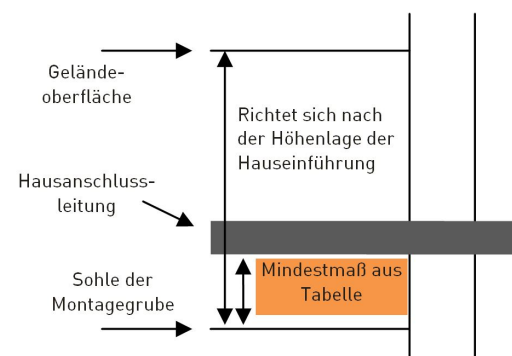 Gelände-
oberfläche
Richtet sich nach
der Höhenlage der
Hauseinführung
Hausanschluss-
leitung
Mindestmaß aus
Tabelle
Sohle der
Montagegrube